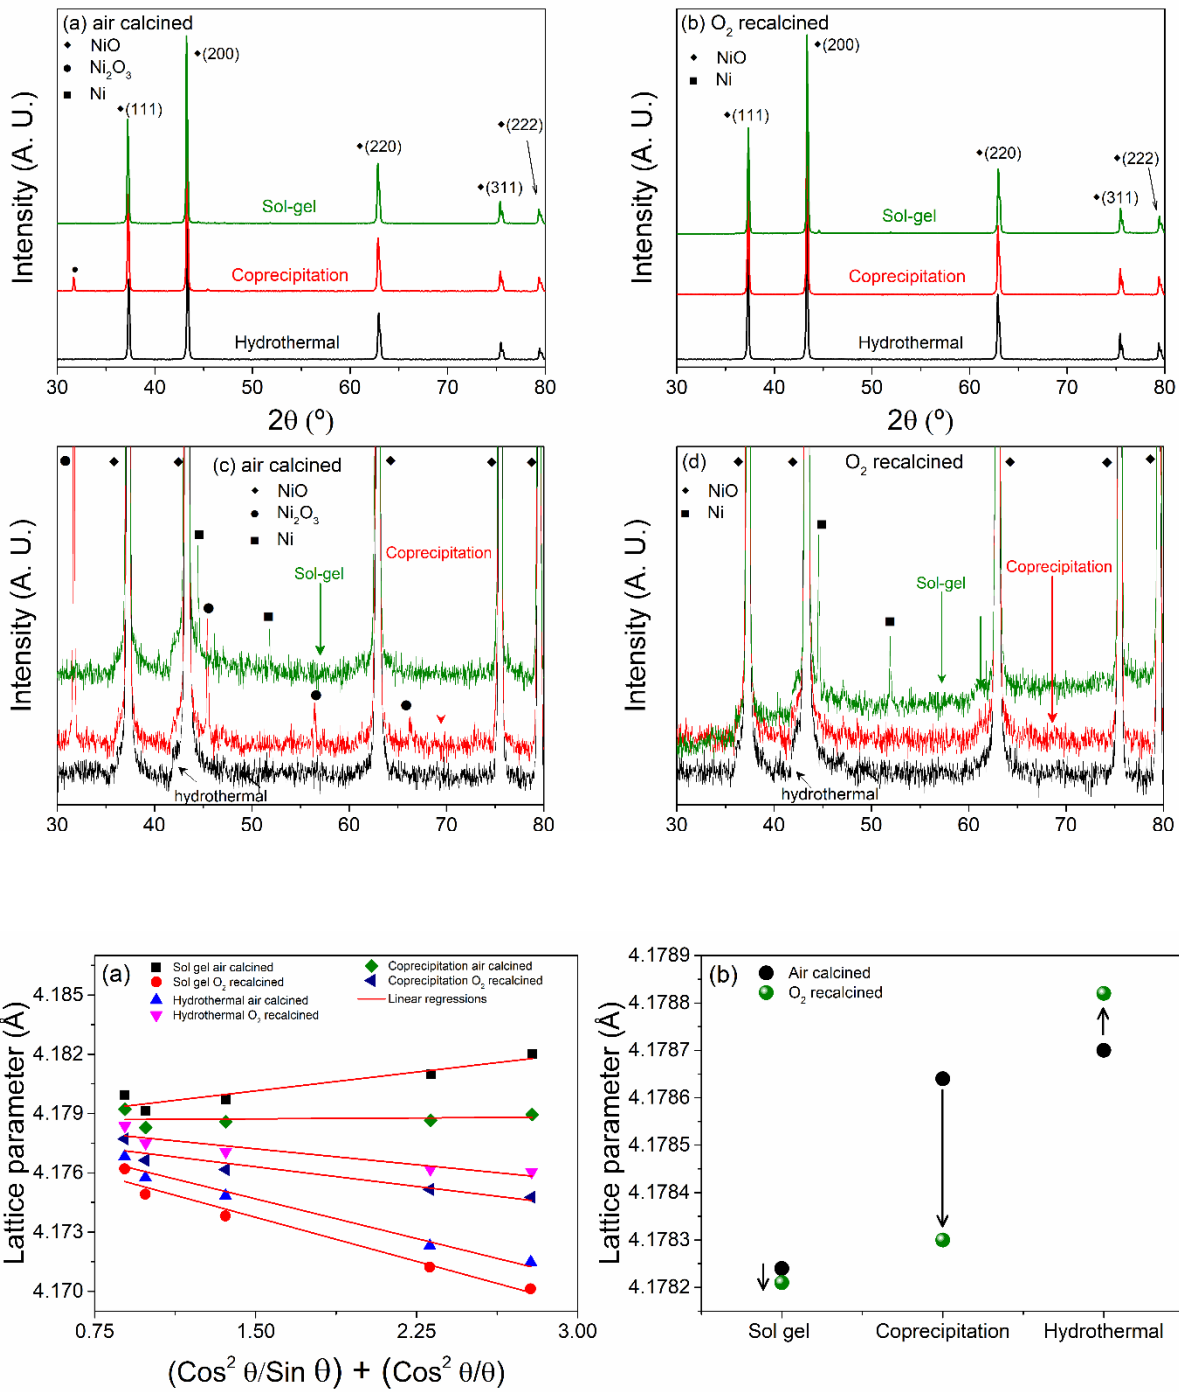 (a) air calcined
NiO
Ni2O3
Ni
(111)
(200)
(220)
(311)
(222)
Sol-gel
Coprecipitation
Hydrothermal
Intensity (A. U.)
30 40 50 60 70 80
2θ (º)
(b) O2 recalcined
NiO
Ni
(111)
(200)
(220)
(311)
(222)
Sol-gel
Coprecipitation
Hydrothermal
Intensity (A. U.)
30 40 50 60 70 80
2θ (º)
(c) air calcined
NiO
Ni2O3
Ni
Coprecipitation
Sol-gel
hydrothermal
Intensity (A. U.)
30 40 50 60 70 80
(d) O2 recalcined
NiO
Ni
Sol-gel
Coprecipitation
hydrothermal
Intensity (A. U.)
30 40 50 60 70 80
(a)
Sol gel air calcined
Sol gel O2 recalcined
Hydrothermal air calcined
Hydrothermal O2 recalcined
Coprecipitation air calcined
Coprecipitation O2 recalcined
Linear regressions
Lattice parameter (Å)
4.185
4.182
4.179
4.176
4.173
4.170
0.75 1.50 2.25 3.00
(Cos2 θ/Sin θ) + (Cos2 θ/θ)
(b)
Air calcined
O2 recalcined
Lattice parameter (Å)
4.1789
4.1788
4.1787
4.1786
4.1785
4.1784
4.1783
4.1782
Sol gel Coprecipitation Hydrothermal